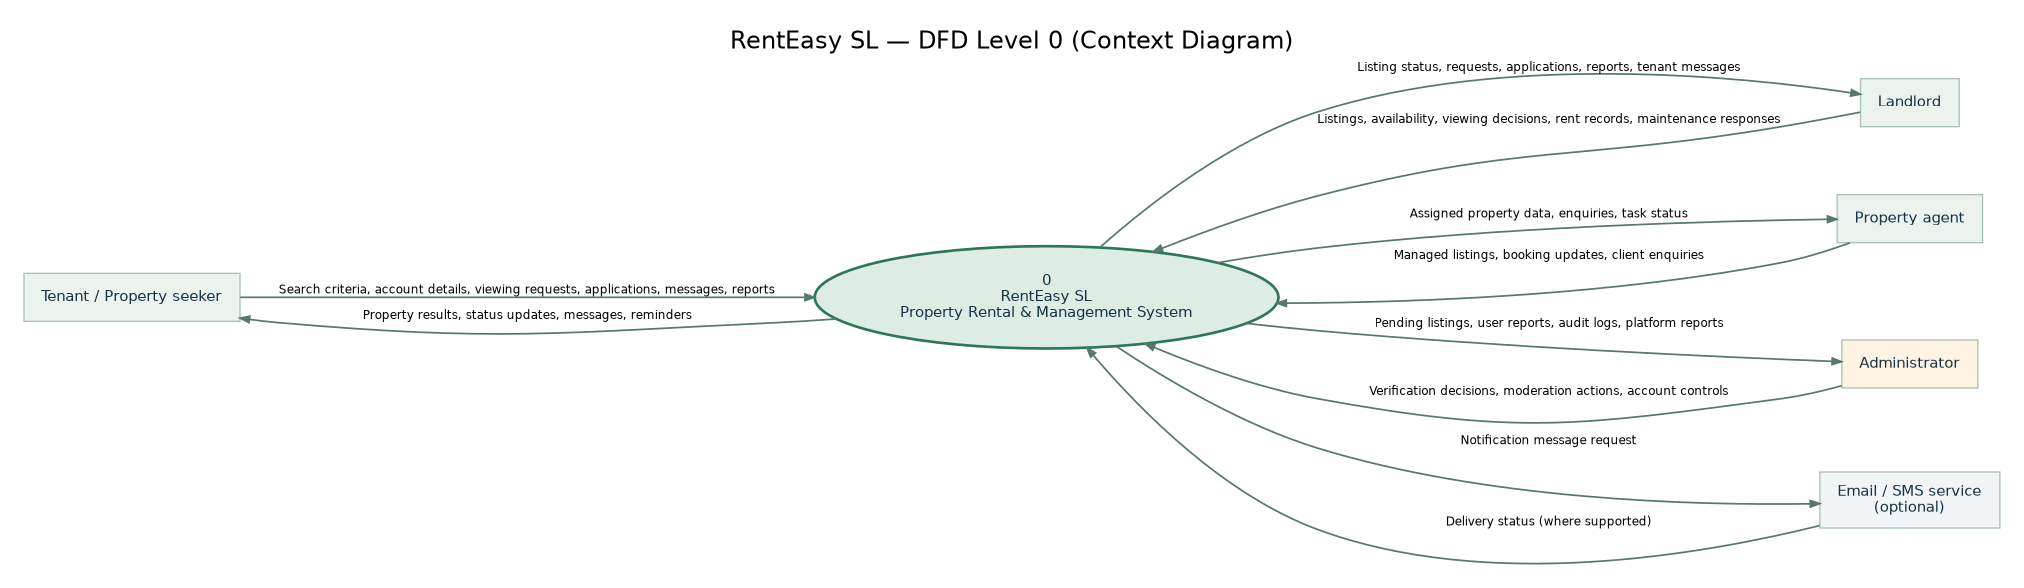 RentEasy SL — DFD Level 0 (Context Diagram)
Listing status, requests, applications, reports, tenant messages
Landlord
Listings, availability, viewing decisions, rent records, maintenance responses
Assigned property data, enquiries, task status
Property agent
Managed listings, booking updates, client enquiries
Tenant / Property seeker
Search criteria, account details, viewing requests, applications, messages, reports
Property results, status updates, messages, reminders
0
RentEasy SL
Property Rental & Management System
Pending listings, user reports, audit logs, platform reports
Administrator
Verification decisions, moderation actions, account controls
Notification message request
Email / SMS service
(optional)
Delivery status (where supported)